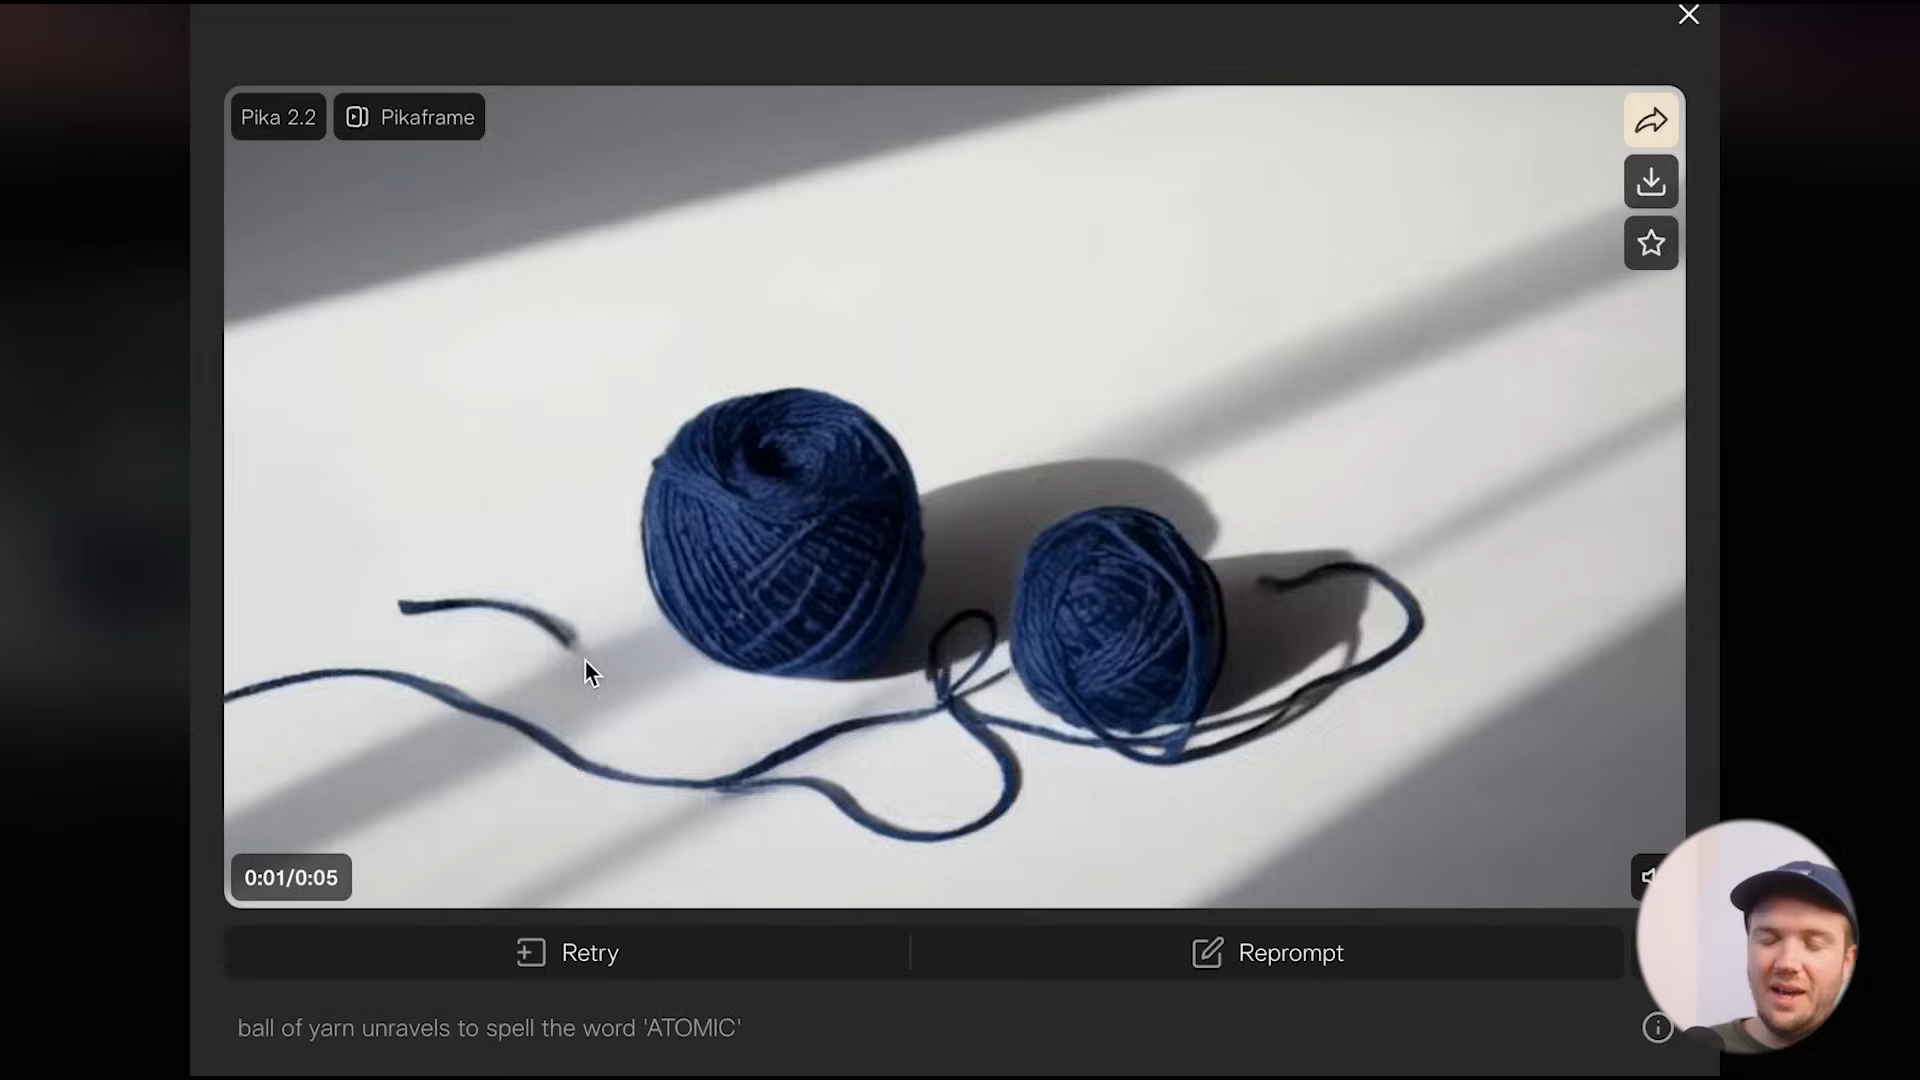 Pika 2.2
Pikaframe
0:01/0:05
Retry
Reprompt
ball of yarn unravels to spell the word 'ATOMIC'